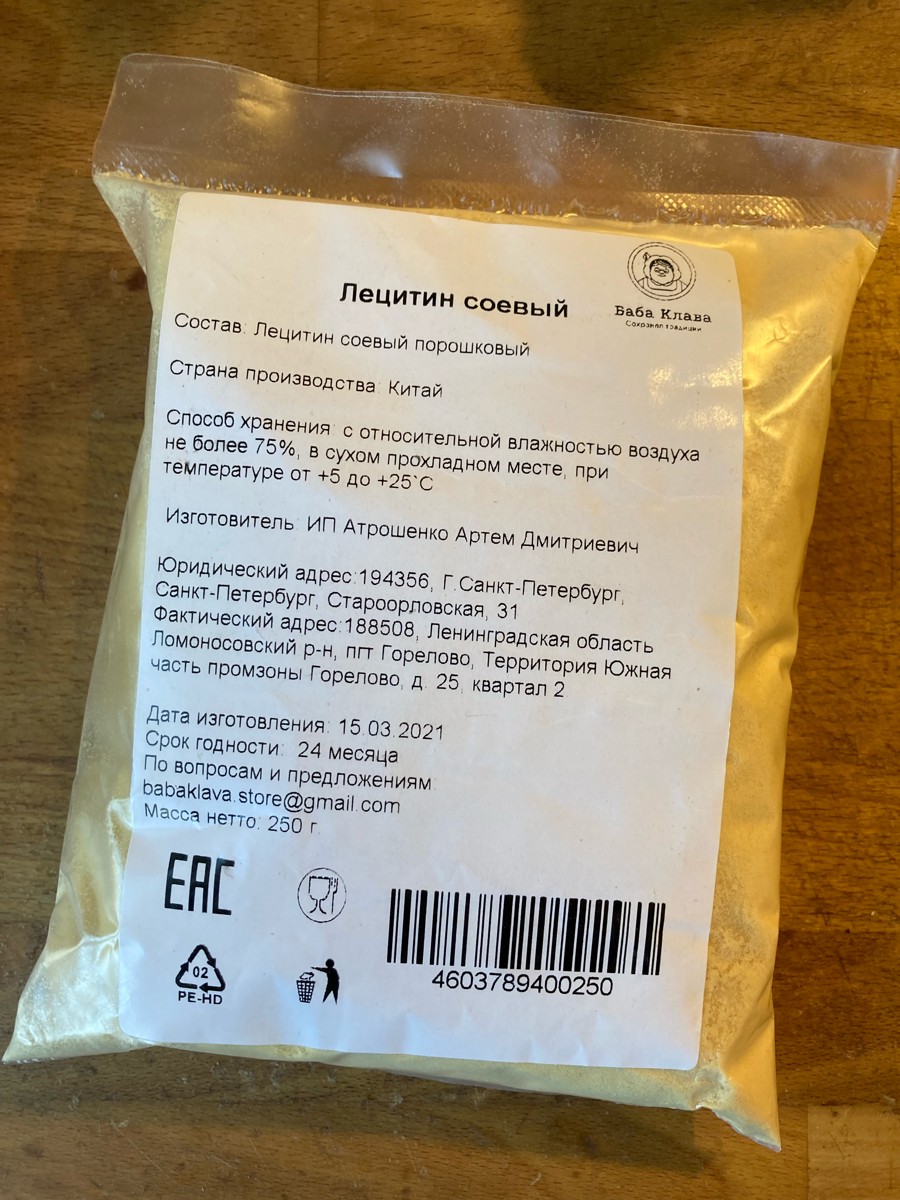 Лецитин соевый
Баба Клава
Сохраняя традиции
Состав: Лецитин соевый порошковый
Страна производства: Китай
Способ хранения: с относительной влажностью воздуха
не более 75%, в сухом прохладном месте, при
температуре от +5 до +25`С
Изготовитель: ИП Атрошенко Артем Дмитриевич
Юридический адрес:194356, Г.Санкт-Петербург,
Санкт-Петербург, Староорловская, 31
Фактический адрес:188508, Ленинградская область
Ломоносовский р-н, пгт Горелово, Территория Южная
часть промзоны Горелово, д. 25, квартал 2
Дата изготовления: 15.03.2021
Срок годности: 24 месяца
По вопросам и предложениям:
babaklava.store@gmail.com
Масса нетто: 250 г.
EAC
02
PE-HD
4603789400250